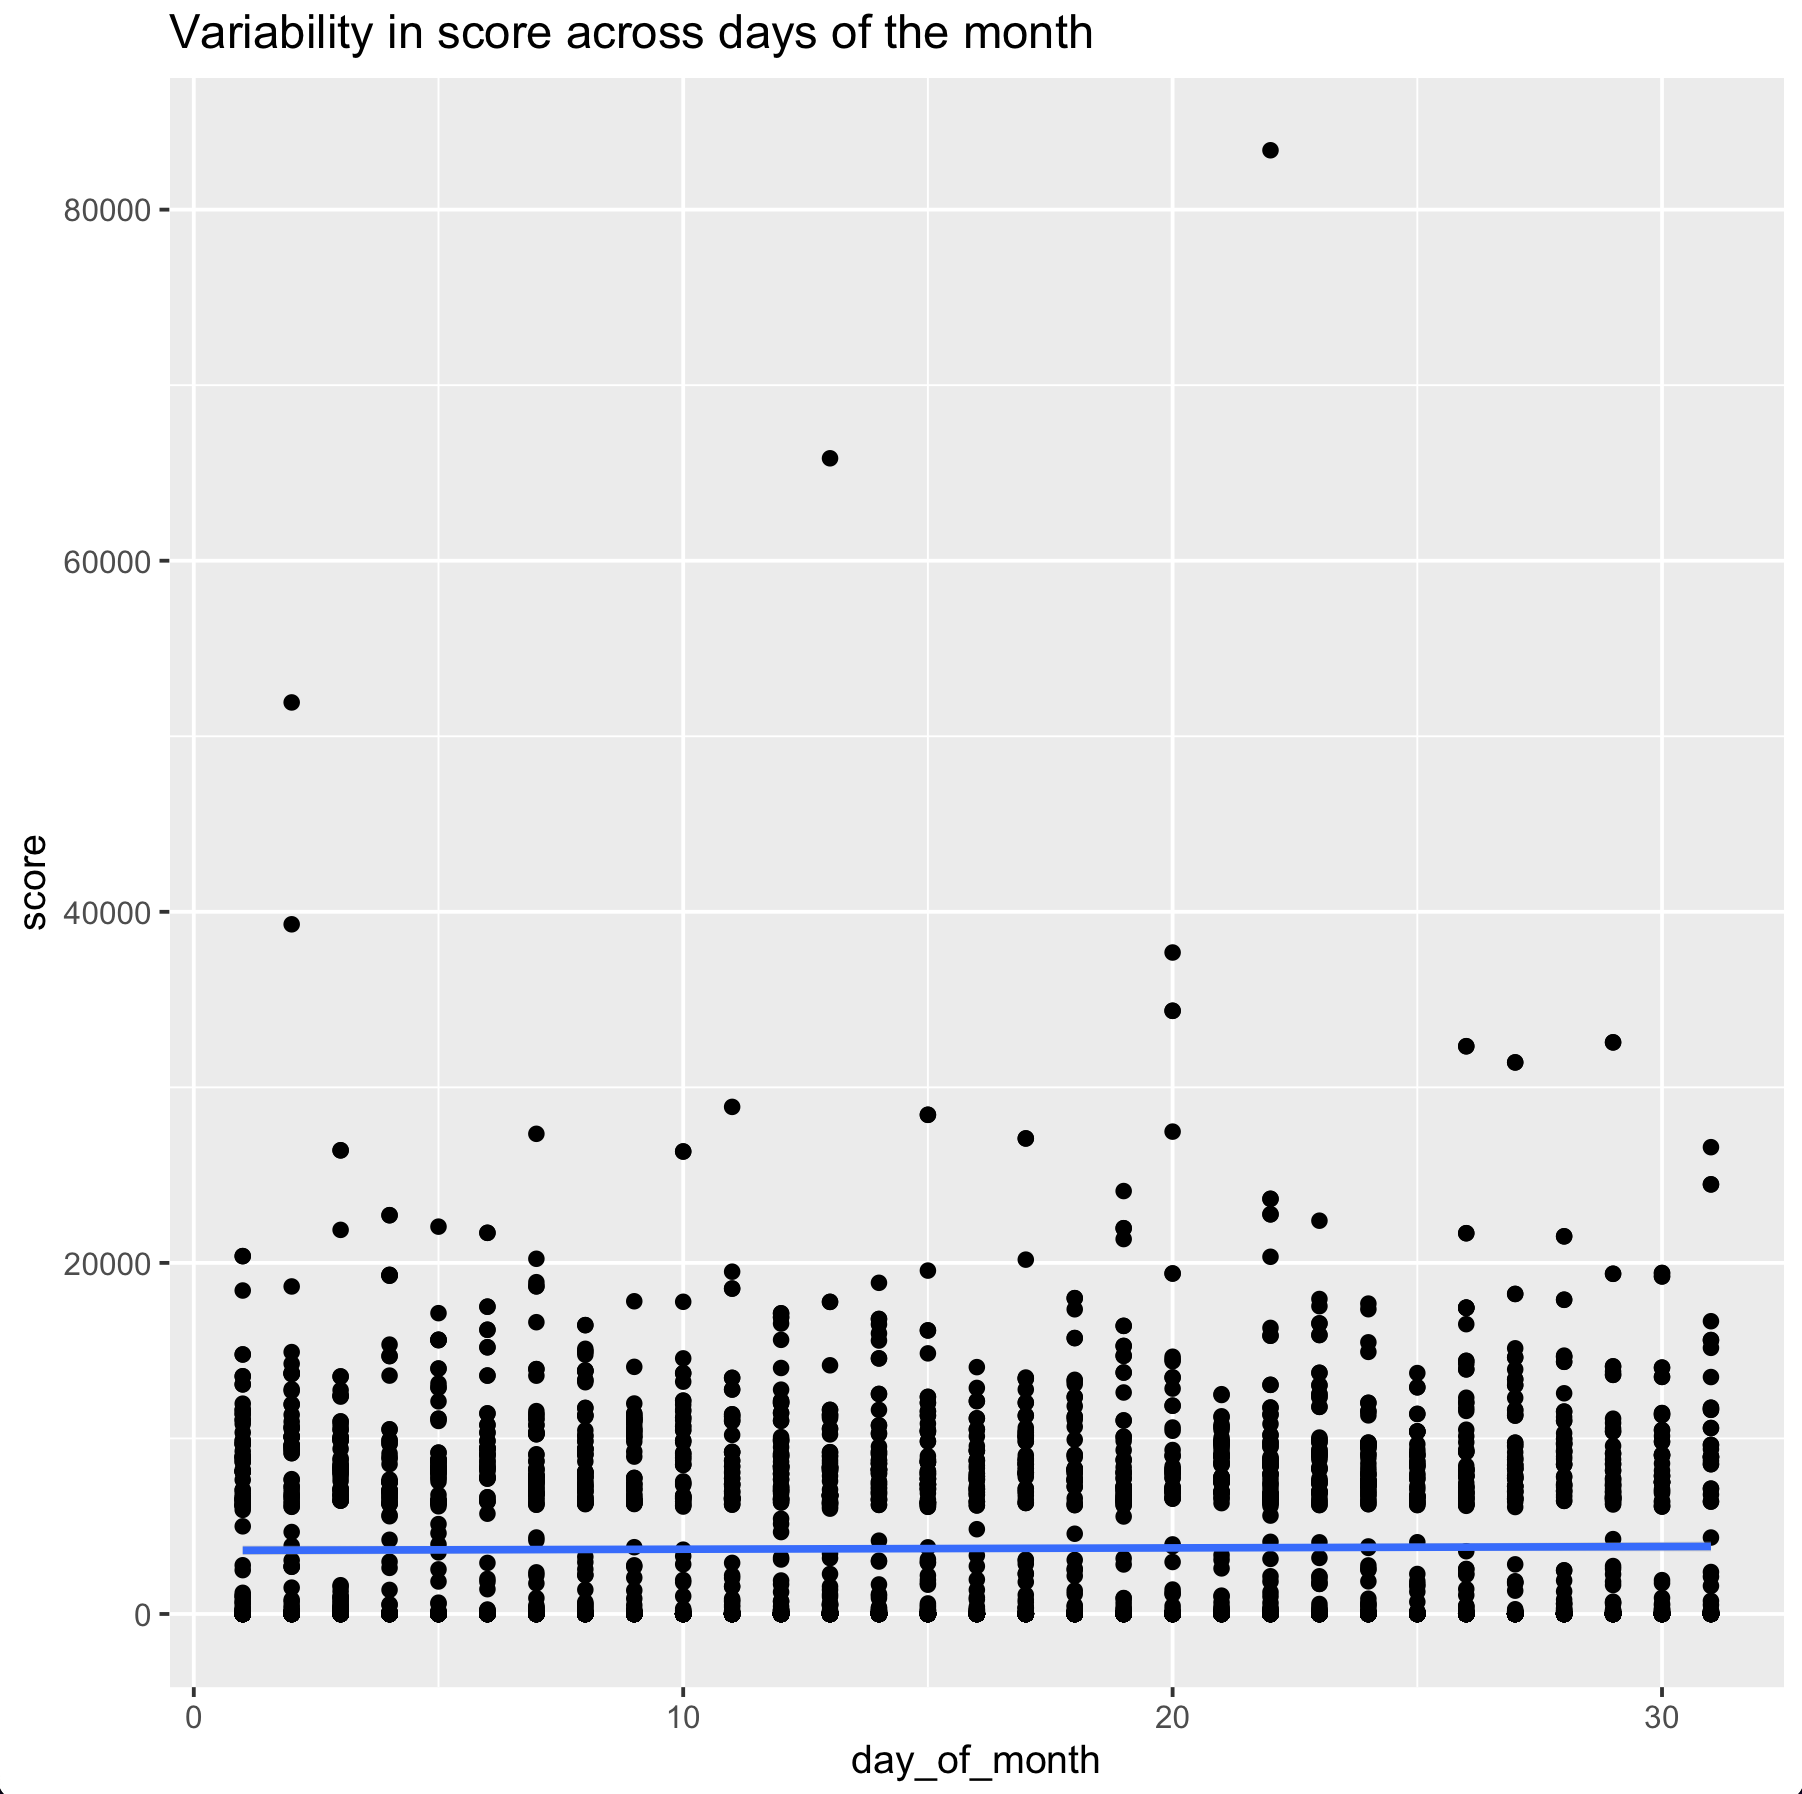 Variability in score across days of the month
80000
60000
score
40000
20000
0
0 10 20 30
day_of_month